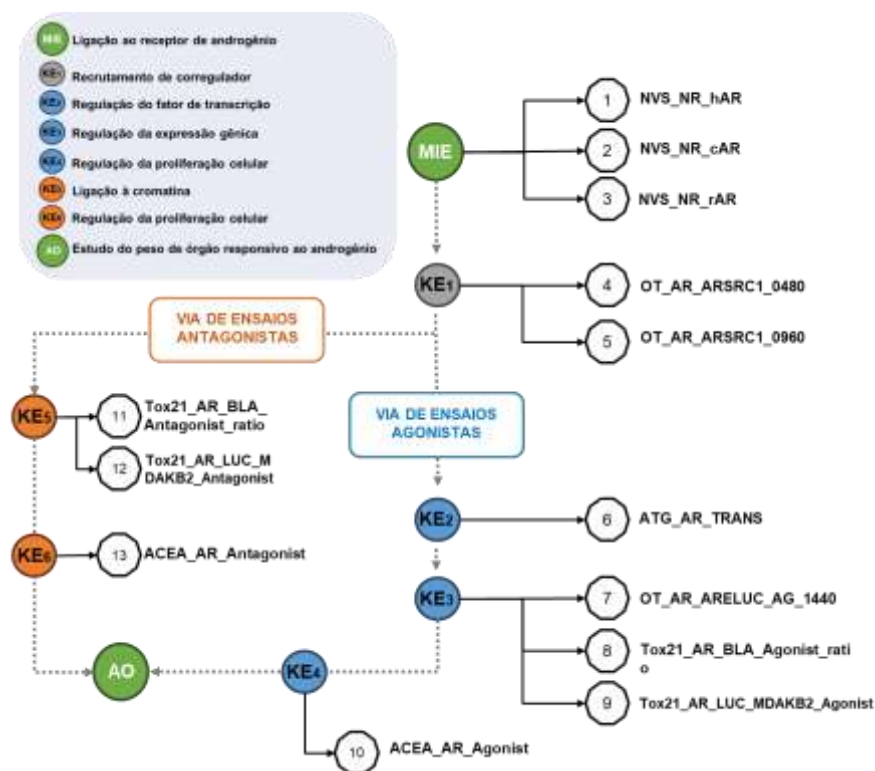 MIE Ligação ao receptor de androgênio
KE1 Recrutamento de corregulador
KE2 Regulação do fator de transcrição
KE3 Regulação da expressão gênica
KE4 Regulação da proliferação celular
KE5 Ligação à cromatina
KE6 Regulação da proliferação celular
AO Estudo do peso de órgão responsivo ao androgênio
MIE
1 NVS_NR_hAR
2 NVS_NR_cAR
3 NVS_NR_rAR
KE1
4 OT_AR_ARSRC1_0480
5 OT_AR_ARSRC1_0960
VIA DE ENSAIOS
ANTAGONISTAS
VIA DE ENSAIOS
AGONISTAS
KE5
11 Tox21_AR_BLA_
Antagonist_ratio
12 Tox21_AR_LUC_M
DAKB2_Antagonist
KE6
13 ACEA_AR_Antagonist
KE2
6 ATG_AR_TRANS
KE3
7 OT_AR_ARELUC_AG_1440
8 Tox21_AR_BLA_Agonist_rati
o
9 Tox21_AR_LUC_MDAKB2_Agonist
AO
KE4
10 ACEA_AR_Agonist